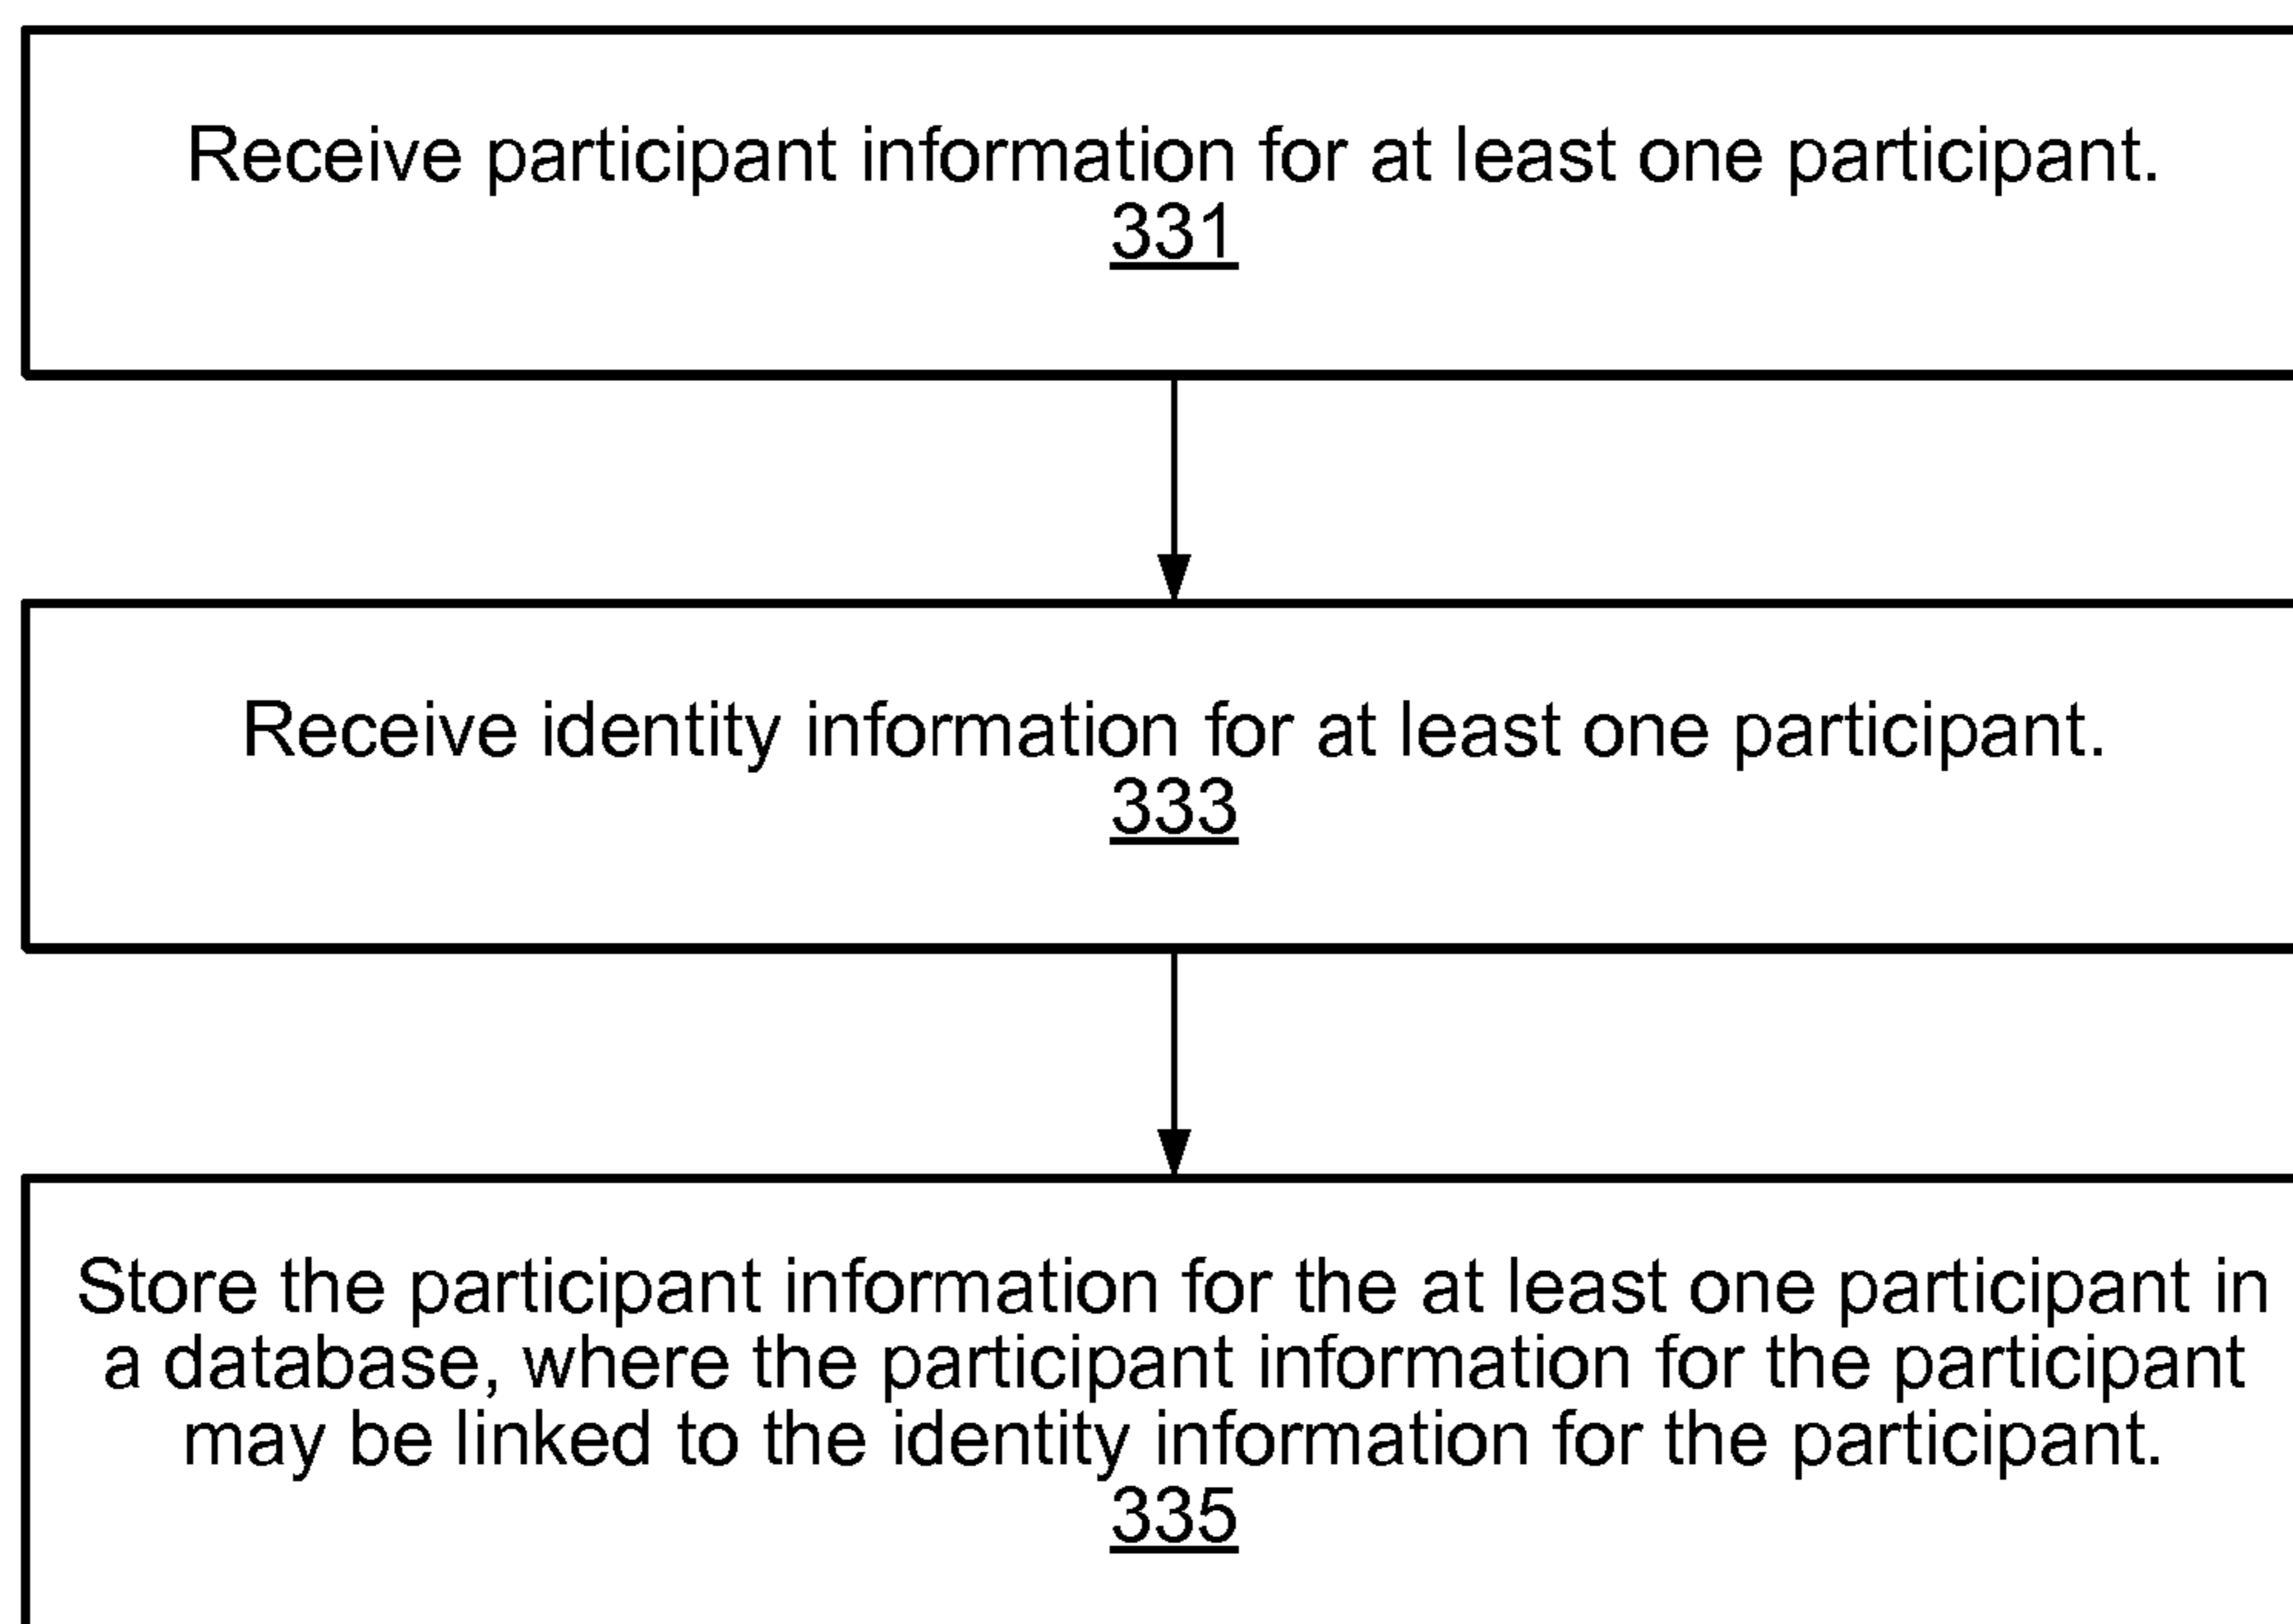 Receive participant information for at least one participant.
331
Receive identity information for at least one participant.
333
Store the participant information for the at least one participant in
a database, where the participant information for the participant
may be linked to the identity information for the participant.
335